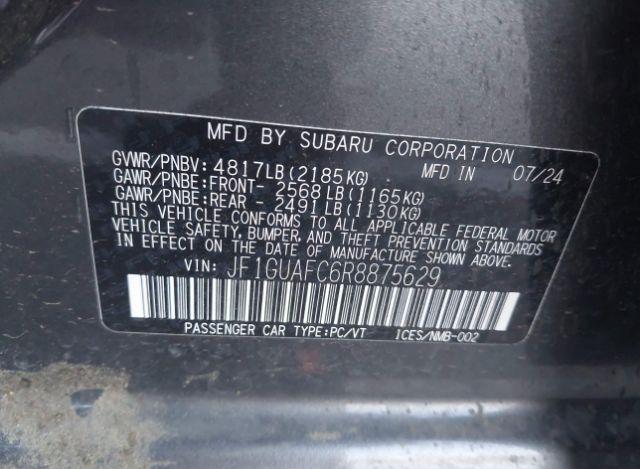 MFD BY SUBARU CORPORATION
GVWR/PNBV: 4817LB(2185KG) MFD IN 07/24
GAWR/PNBE:FRONT- 2568LB(1165KG)
GAWR/PNBE:REAR - 2491LB(1130KG)
THIS VEHICLE CONFORMS TO ALL APPLICABLE FEDERAL MOTOR
VEHICLE SAFETY, BUMPER, AND THEFT PREVENTION STANDARDS
IN EFFECT ON THE DATE OF MANUFACTURE SHOWN ABOVE.
VIN: JF1GUAFC6R8875629
PASSENGER CAR TYPE:PC/VT ICES/NMB-002